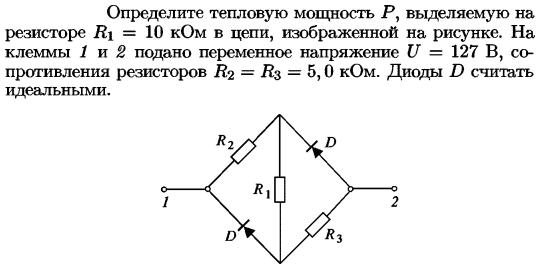 Определите тепловую мощность P, выделяемую на
резисторе R₁ = 10 кОм в цепи, изображенной на рисунке. На
клеммы 1 и 2 подано переменное напряжение U = 127 В, со-
противления резисторов R₂ = R₃ = 5, 0 кОм. Диоды D считать
идеальными.
R₂
D
R₁
1
2
D
R₃